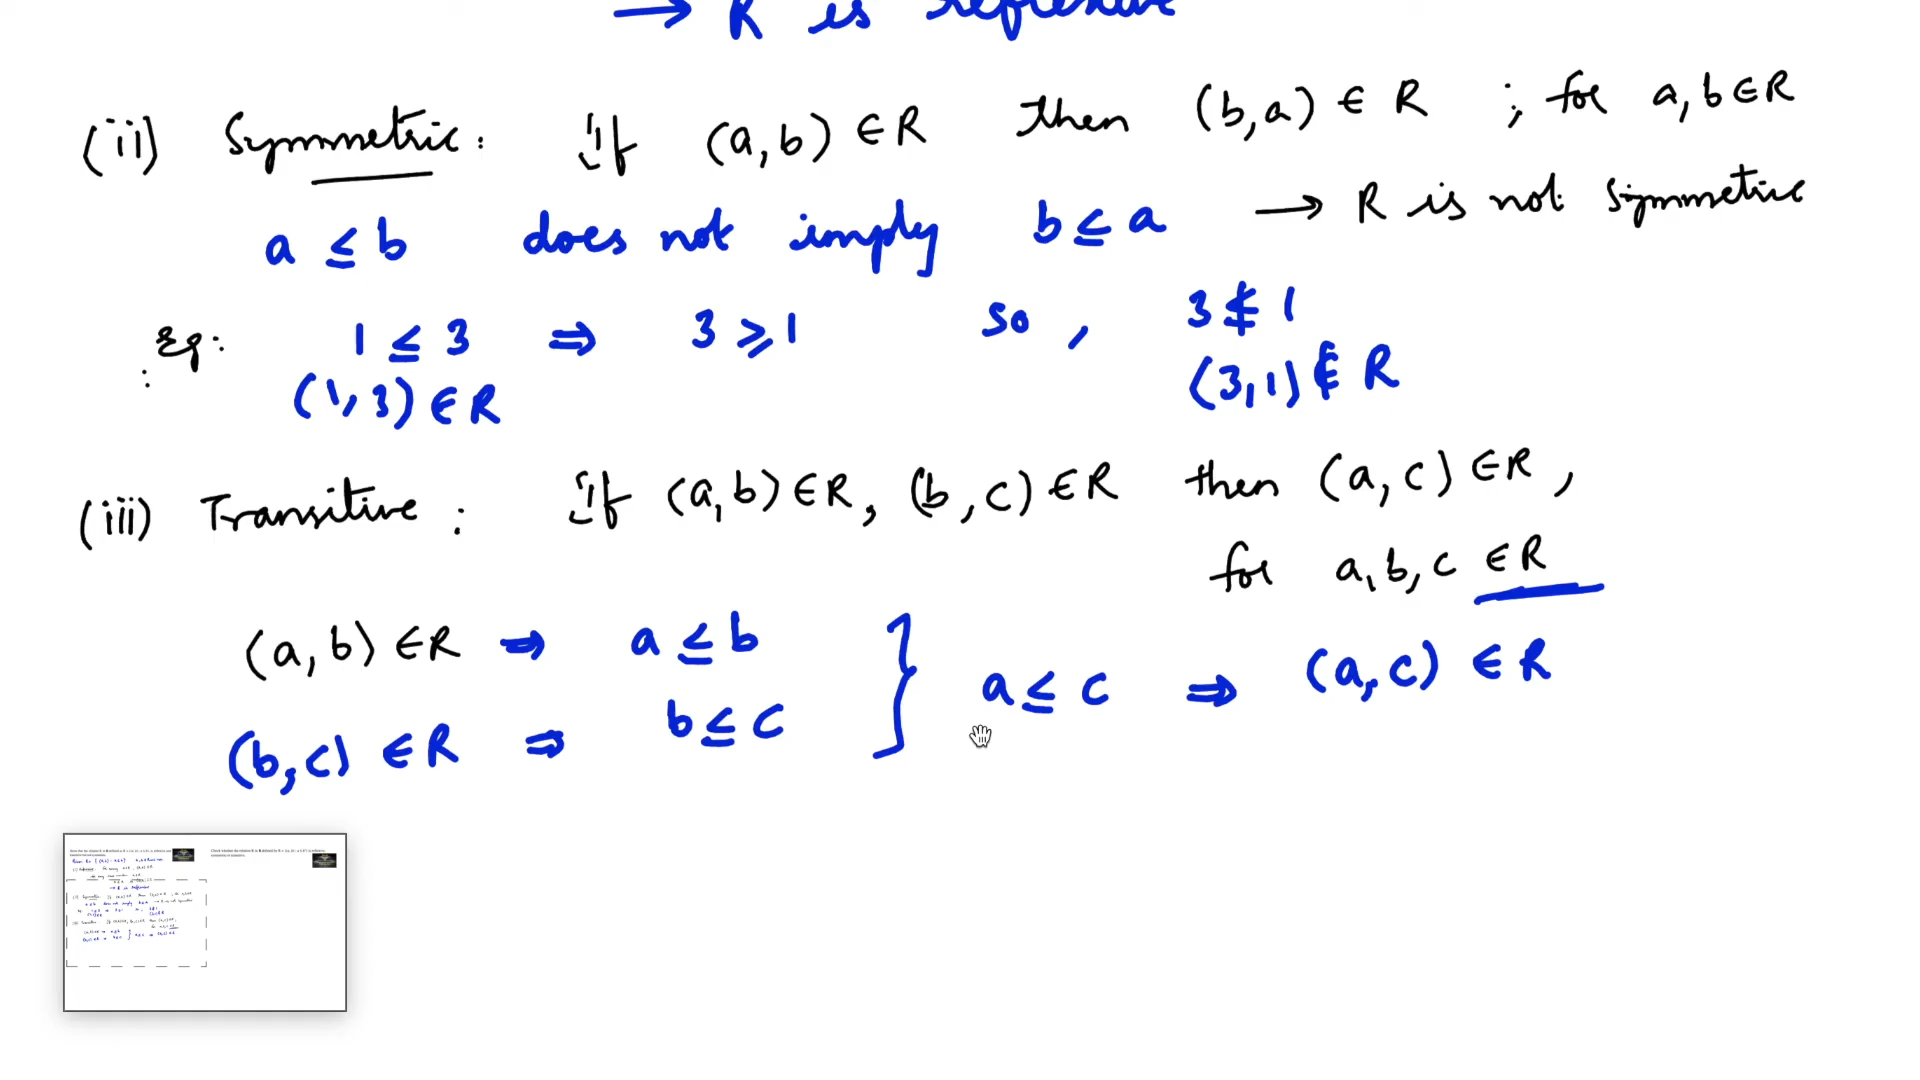 → R is reflexive
(ii) Symmetric: if (a,b) ∈ R then (b,a) ∈ R ; for a,b ∈ R
a ≤ b does not imply b ≤ a → R is not symmetric
Eg: 1 ≤ 3 ⇒ 3 ≥ 1 so, 3 ≰ 1
(1,3) ∈ R (3,1) ∉ R
(iii) Transitive: if (a,b) ∈ R, (b,c) ∈ R then (a,c) ∈ R,
for a,b,c ∈ R
(a,b) ∈ R ⇒ a ≤ b
(b,c) ∈ R ⇒ b ≤ c } a ≤ c ⇒ (a,c) ∈ R